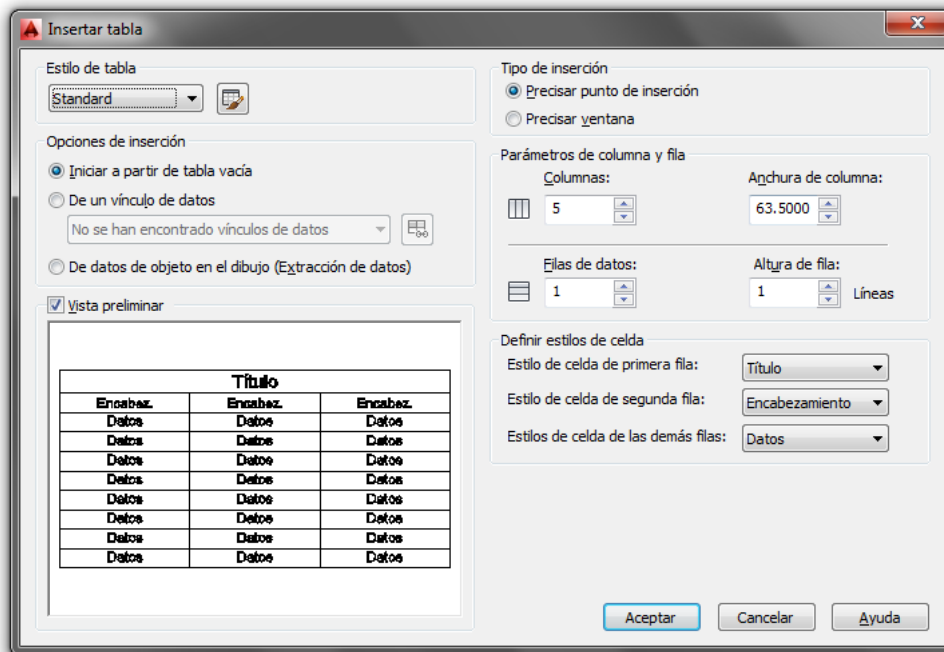 Insertar tabla
Estilo de tabla
Standard
Opciones de inserción
Iniciar a partir de tabla vacía
De un vínculo de datos
No se han encontrado vínculos de datos
De datos de objeto en el dibujo (Extracción de datos)
Vista preliminar
Título
Encabez. Encabez. Encabez.
Datos Datos Datos
Datos Datos Datos
Datos Datos Datos
Datos Datos Datos
Datos Datos Datos
Datos Datos Datos
Datos Datos Datos
Datos Datos Datos
Tipo de inserción
Precisar punto de inserción
Precisar ventana
Parámetros de columna y fila
Columnas: Anchura de columna:
5 63.5000
Filas de datos: Altura de fila:
1 1 Líneas
Definir estilos de celda
Estilo de celda de primera fila: Título
Estilo de celda de segunda fila: Encabezamiento
Estilos de celda de las demás filas: Datos
Aceptar Cancelar Ayuda